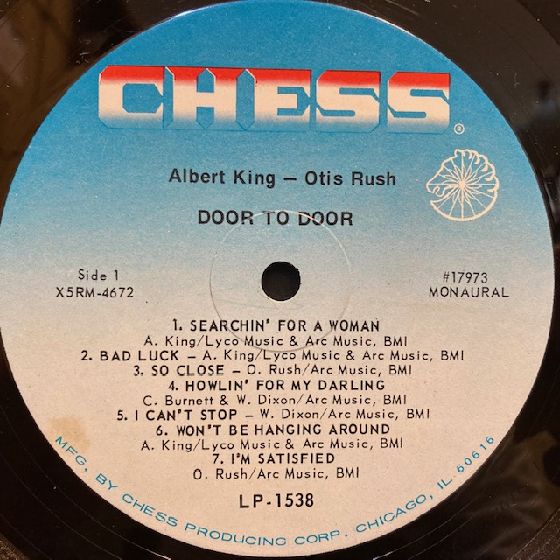 CHESS®
Albert King – Otis Rush
DOOR TO DOOR
Side 1
X5RM-4672
#17973
MONAURAL
1. SEARCHIN' FOR A WOMAN
A. King/Lyco Music & Arc Music, BMI
2. BAD LUCK – A. King/Lyco Music & Arc Music, BMI
3. SO CLOSE – O. Rush/Arc Music, BMI
4. HOWLIN' FOR MY DARLING
C. Burnett & W. Dixon/Arc Music, BMI
5. I CAN'T STOP – W. Dixon/Arc Music, BMI
6. WON'T BE HANGING AROUND
A. King/Lyco Music & Arc Music, BMI
7. I'M SATISFIED
O. Rush/Arc Music, BMI
LP-1538
MFG. BY CHESS PRODUCING CORP. CHICAGO, IL. 60616